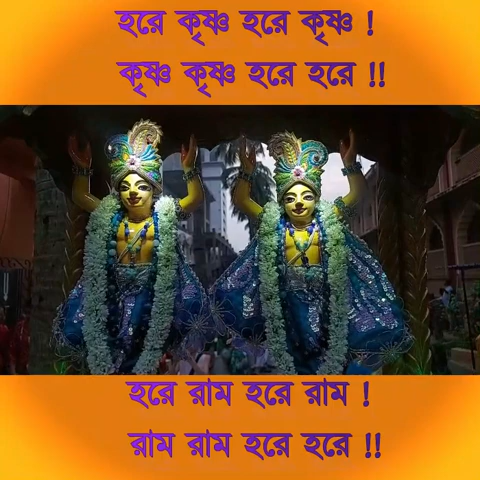 হরে কৃষ্ণ হরে কৃষ্ণ !
কৃষ্ণ কৃষ্ণ হরে হরে !!
হরে রাম হরে রাম !
রাম রাম হরে হরে !!